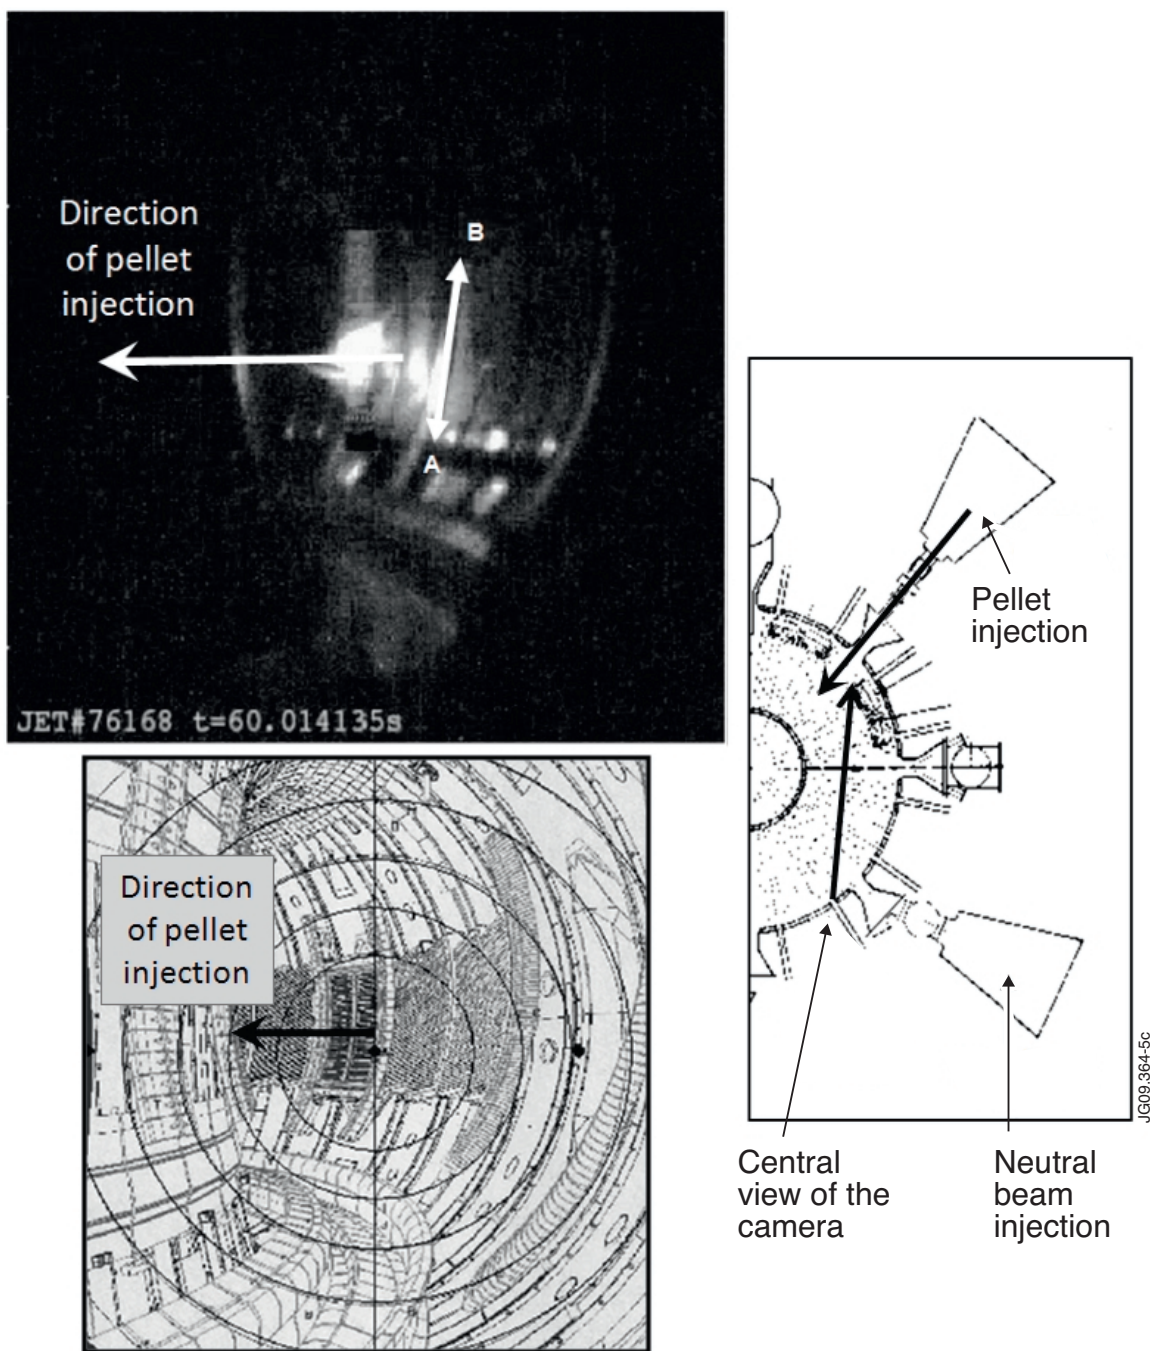 Direction
of pellet
injection
B
A
JET#76168 t=60.014135s
Direction
of pellet
injection
Pellet
injection
JG09.364-5c
Central
view of the
camera
Neutral
beam
injection